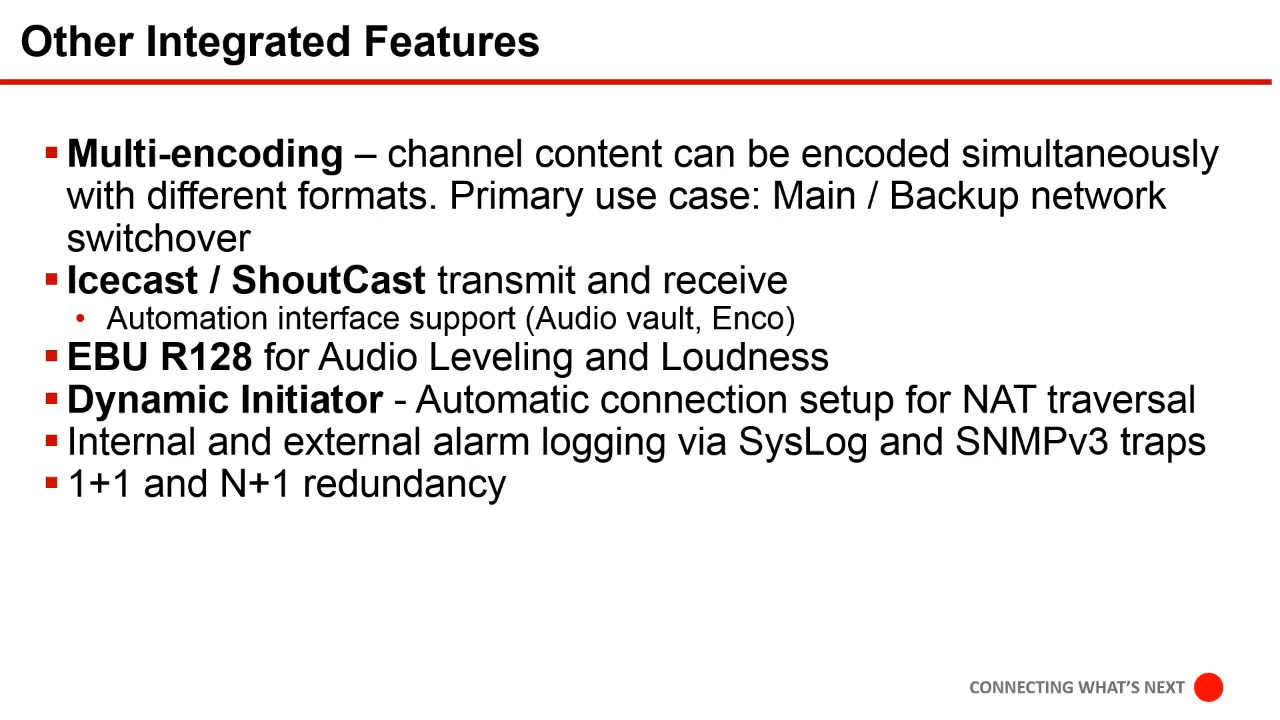 Other Integrated Features
▪ Multi-encoding – channel content can be encoded simultaneously
with different formats. Primary use case: Main / Backup network
switchover
▪ Icecast / ShoutCast transmit and receive
• Automation interface support (Audio vault, Enco)
▪ EBU R128 for Audio Leveling and Loudness
▪ Dynamic Initiator - Automatic connection setup for NAT traversal
▪ Internal and external alarm logging via SysLog and SNMPv3 traps
▪ 1+1 and N+1 redundancy
CONNECTING WHAT'S NEXT